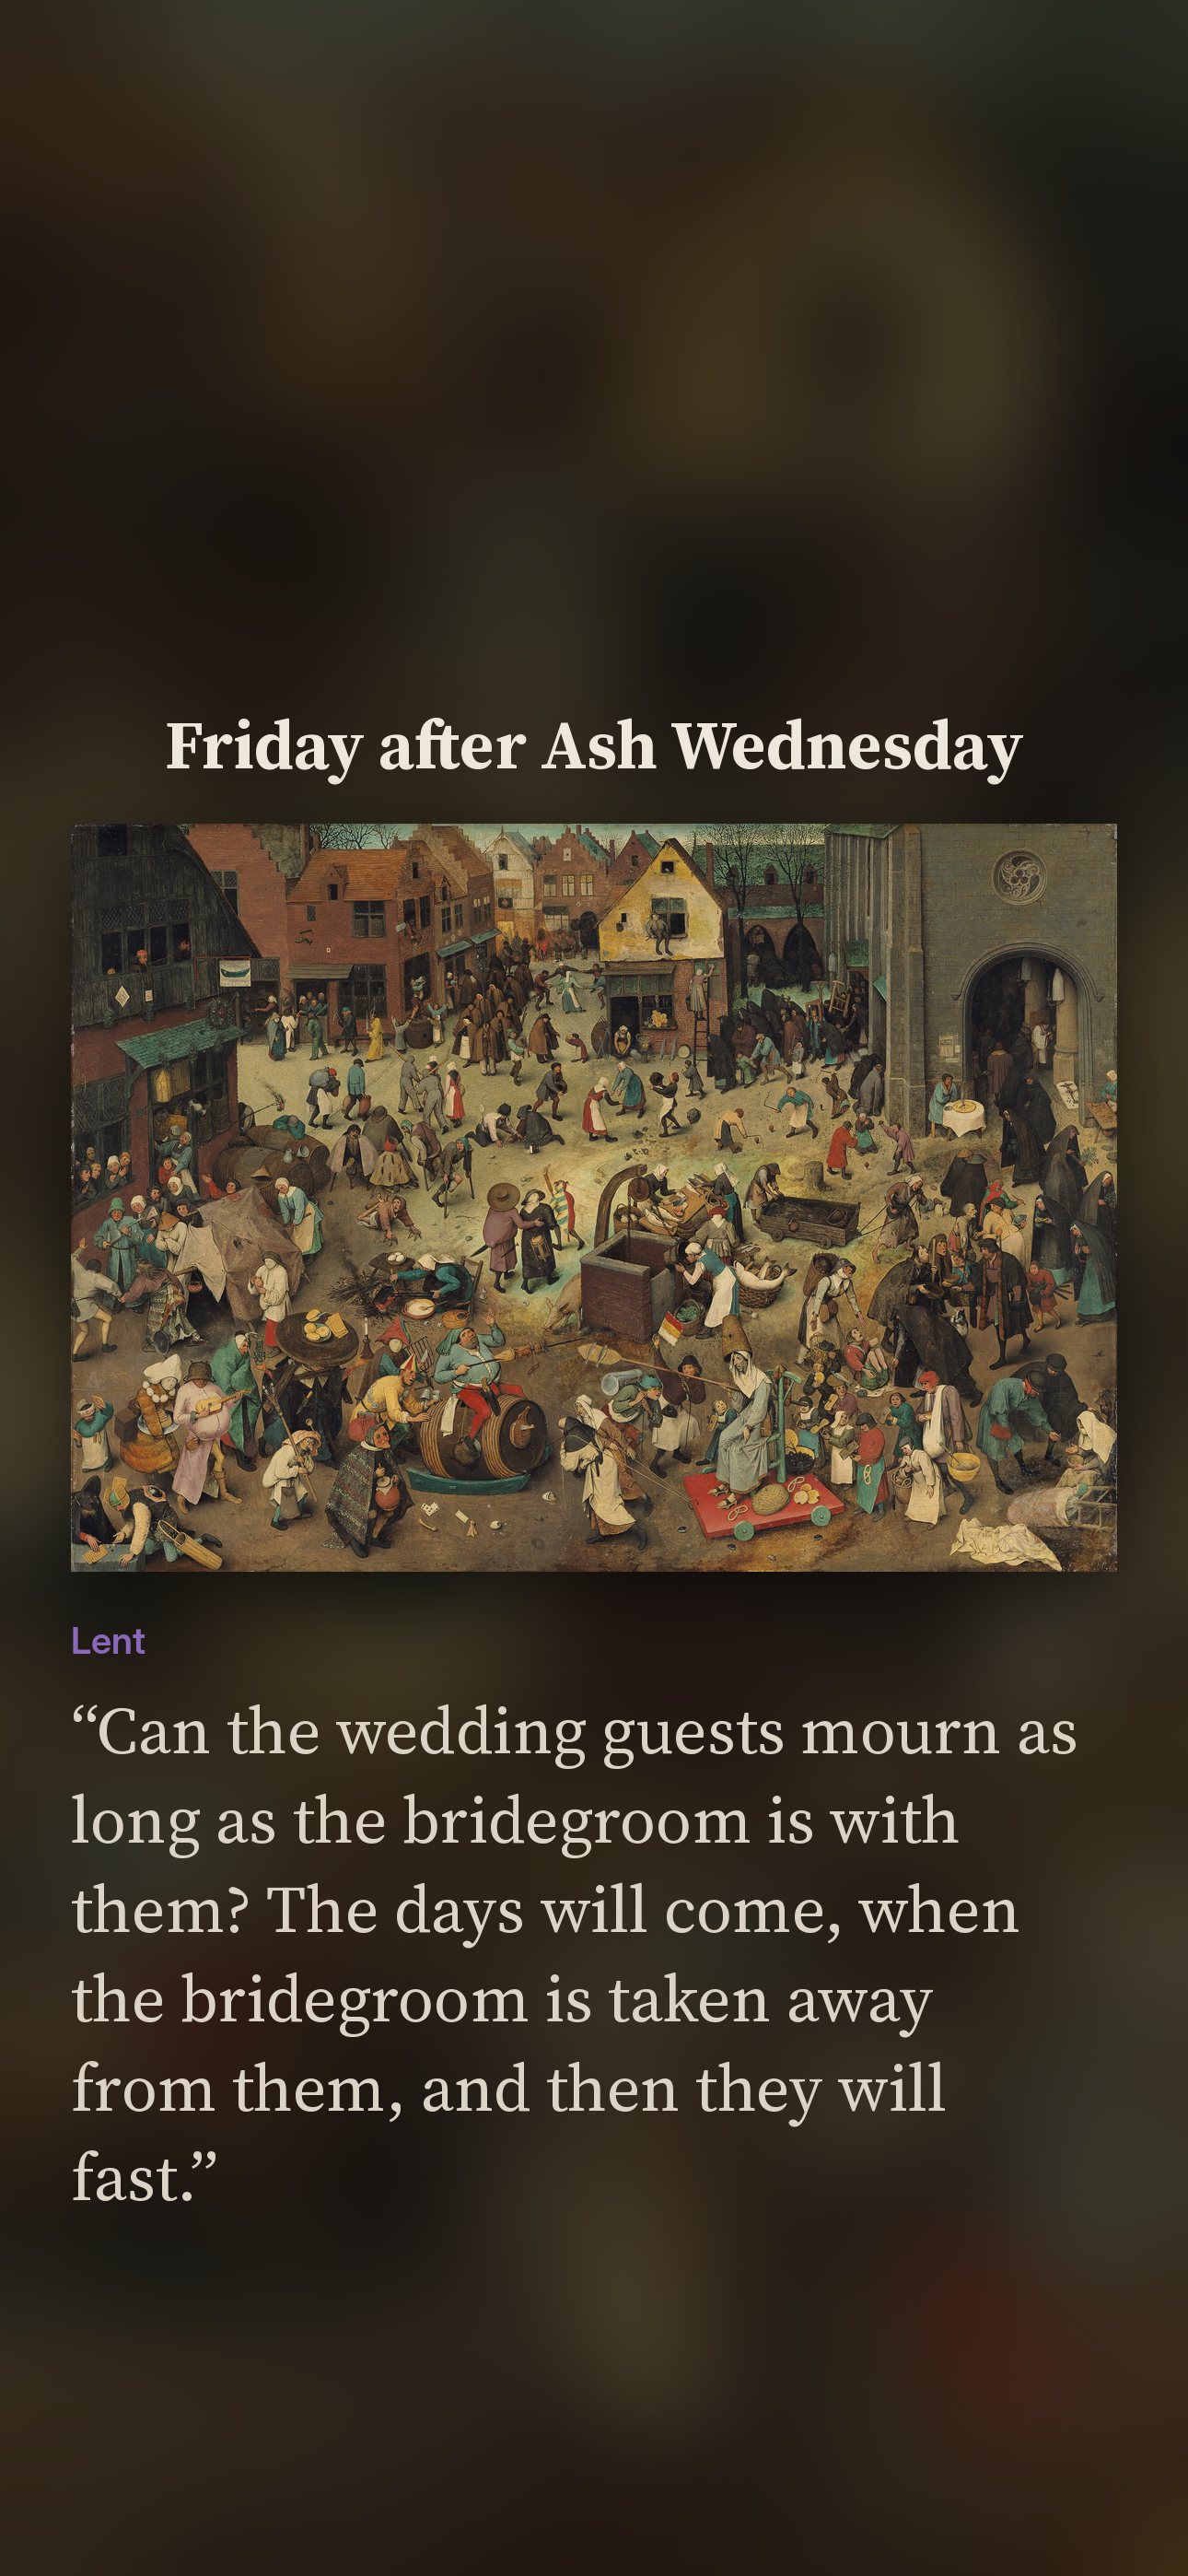 Friday after Ash Wednesday
Lent
“Can the wedding guests mourn as
long as the bridegroom is with
them? The days will come, when
the bridegroom is taken away
from them, and then they will
fast.”